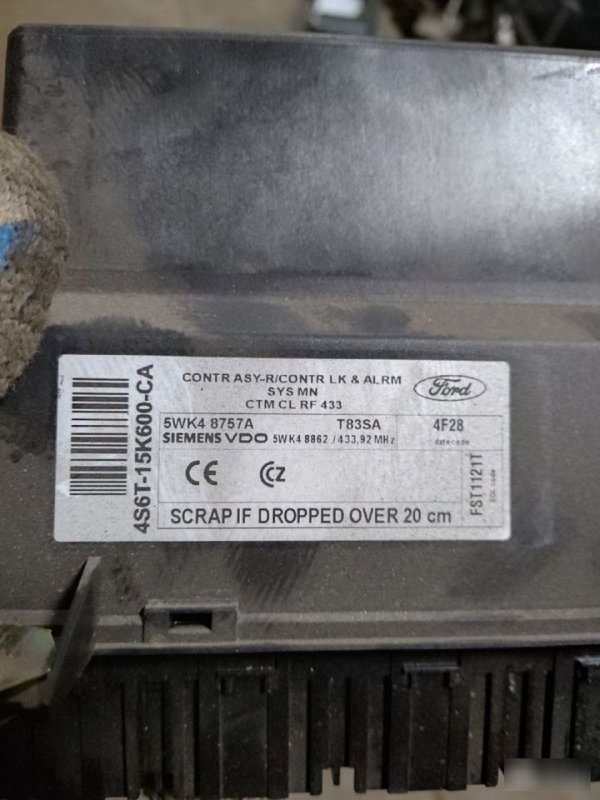 4S6T-15K600-CA
CONTR ASY-R/CONTR LK & ALRM
SYS MN
CTM CL RF 433
Ford
5WK4 8757A T83SA
SIEMENS VDO 5WK4 8862 / 433,92 MHz
4F28
datecode
CE CZ
FST1121T
SCRAP IF DROPPED OVER 20 cm